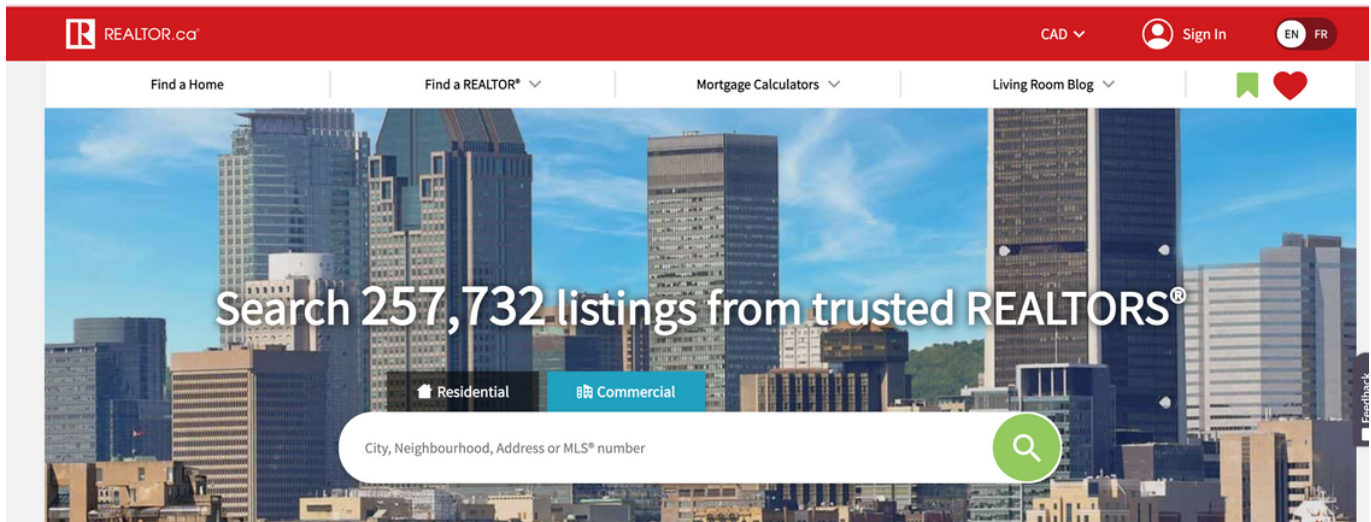 REALTOR.ca®
CAD
Sign In
EN FR
Find a Home
Find a REALTOR®
Mortgage Calculators
Living Room Blog
Search 257,732 listings from trusted REALTORS®
Residential
Commercial
City, Neighbourhood, Address or MLS® number
Feedback